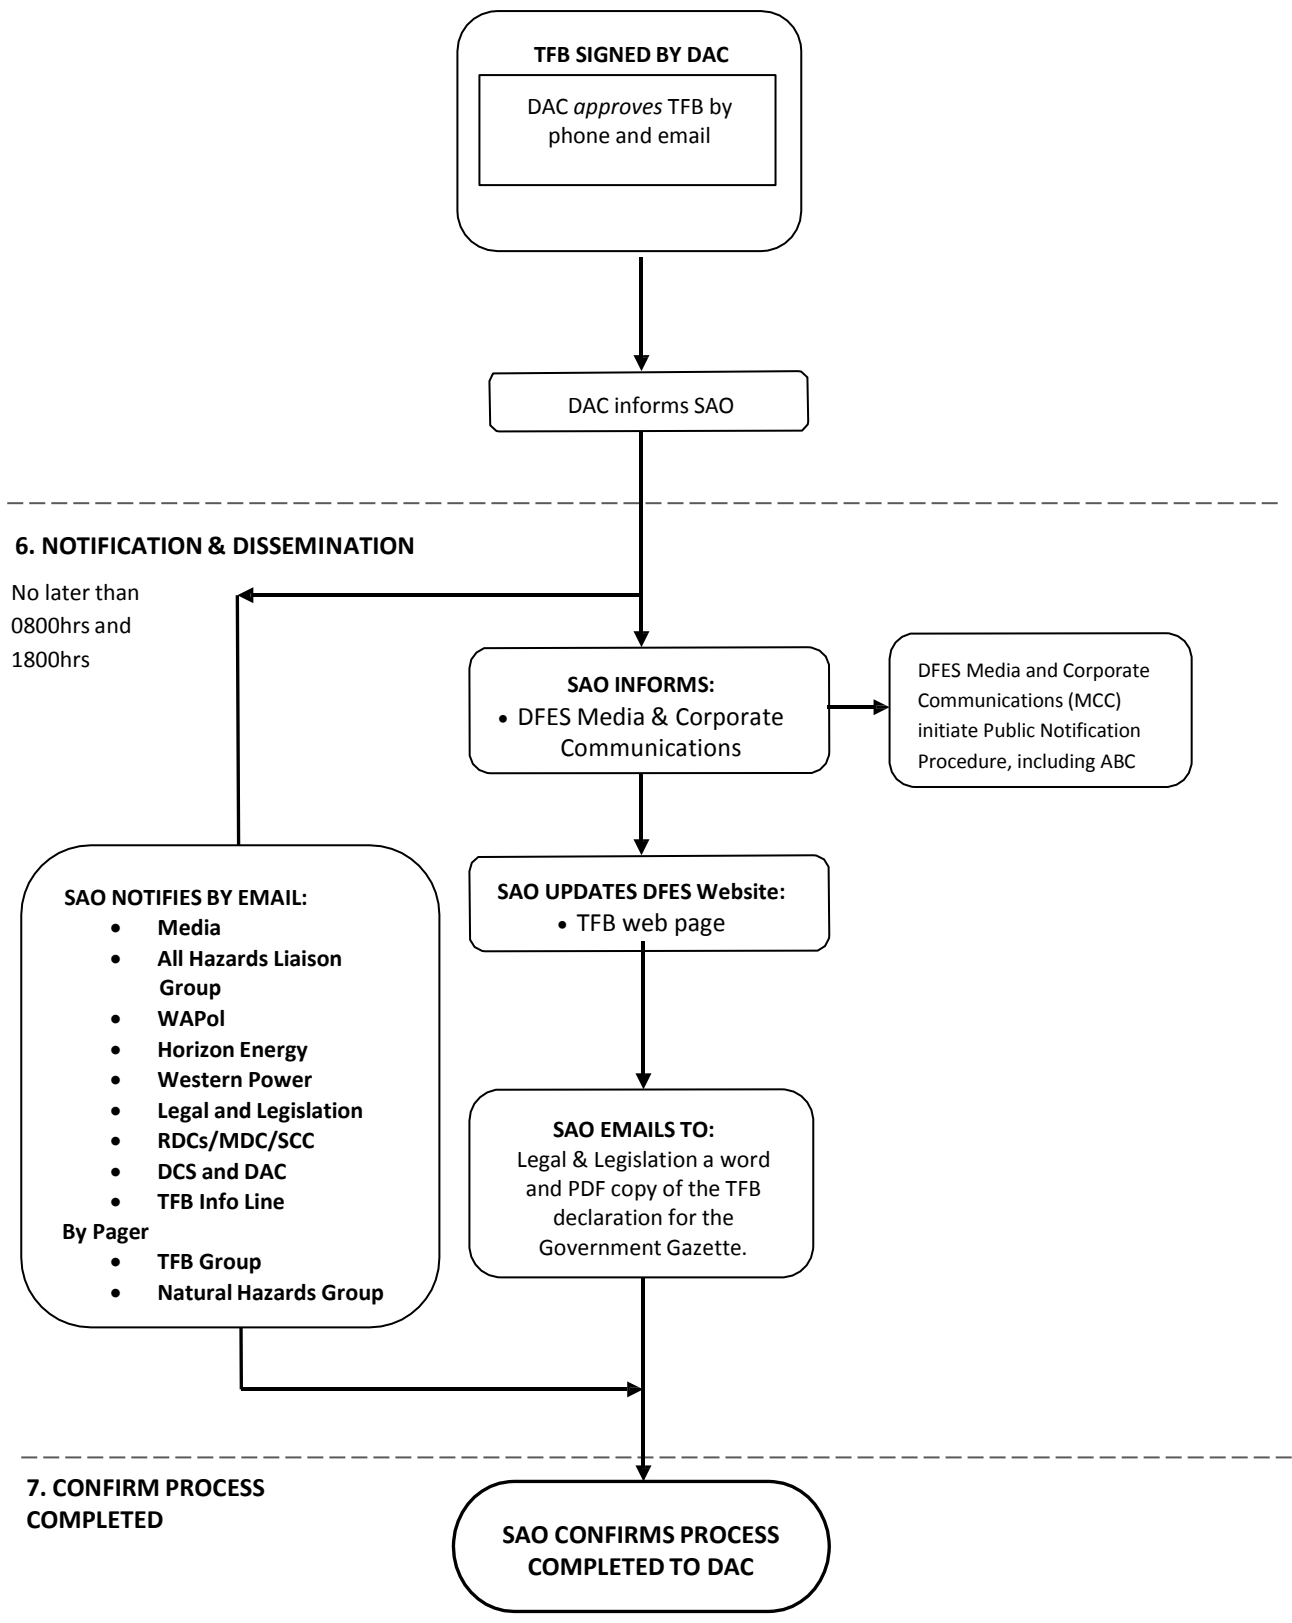 TFB SIGNED BY DAC
DAC approves TFB by
phone and email
DAC informs SAO
6. NOTIFICATION & DISSEMINATION
No later than
0800hrs and
1800hrs
SAO INFORMS:
• DFES Media & Corporate
Communications
DFES Media and Corporate
Communications (MCC)
initiate Public Notification
Procedure, including ABC
SAO UPDATES DFES Website:
• TFB web page
SAO NOTIFIES BY EMAIL:
• Media
• All Hazards Liaison
Group
• WAPol
• Horizon Energy
• Western Power
• Legal and Legislation
• RDCs/MDC/SCC
• DCS and DAC
• TFB Info Line
By Pager
• TFB Group
• Natural Hazards Group
SAO EMAILS TO:
Legal & Legislation a word
and PDF copy of the TFB
declaration for the
Government Gazette.
7. CONFIRM PROCESS
COMPLETED
SAO CONFIRMS PROCESS
COMPLETED TO DAC